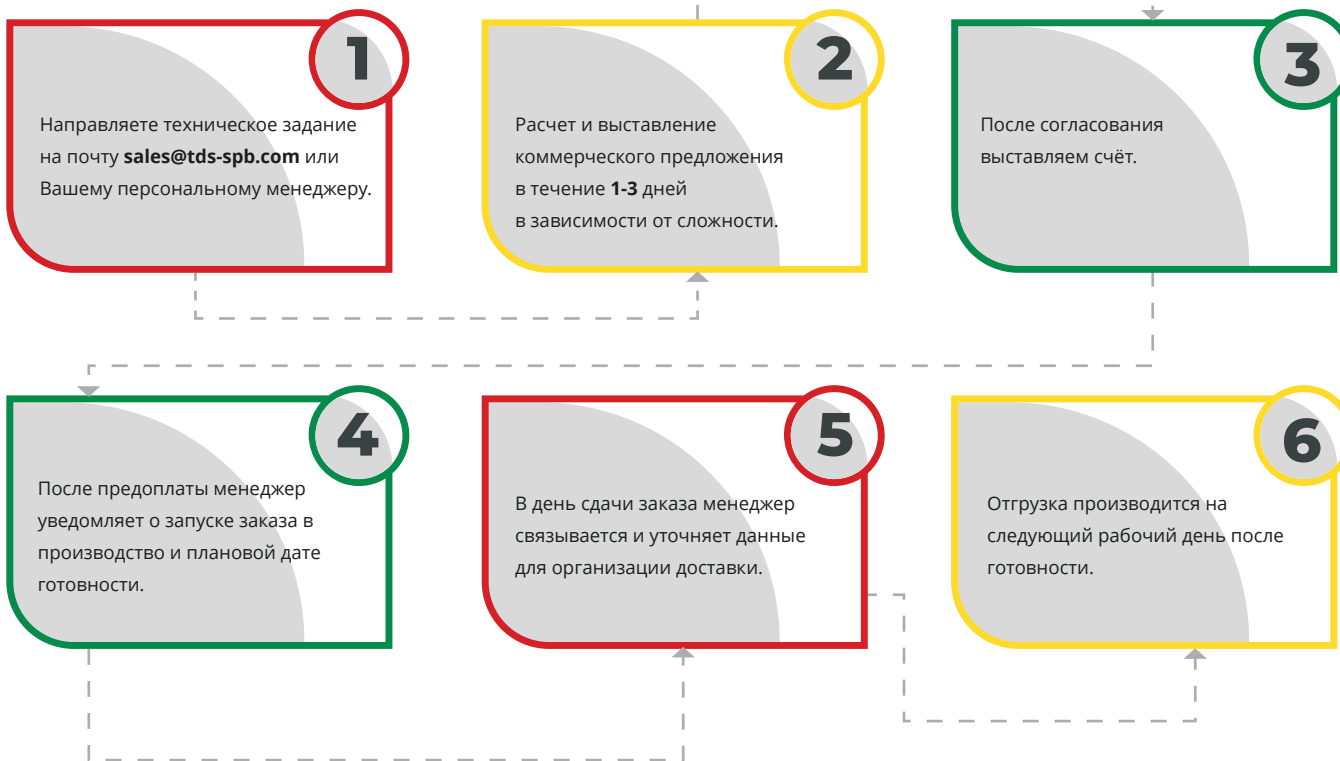 1
Направляете техническое задание
на почту sales@tds-spb.com или
Вашему персональному менеджеру.
2
Расчет и выставление
коммерческого предложения
в течение 1-3 дней
в зависимости от сложности.
3
После согласования
выставляем счёт.
4
После предоплаты менеджер
уведомляет о запуске заказа в
производство и плановой дате
готовности.
5
В день сдачи заказа менеджер
связывается и уточняет данные
для организации доставки.
6
Отгрузка производится на
следующий рабочий день после
готовности.